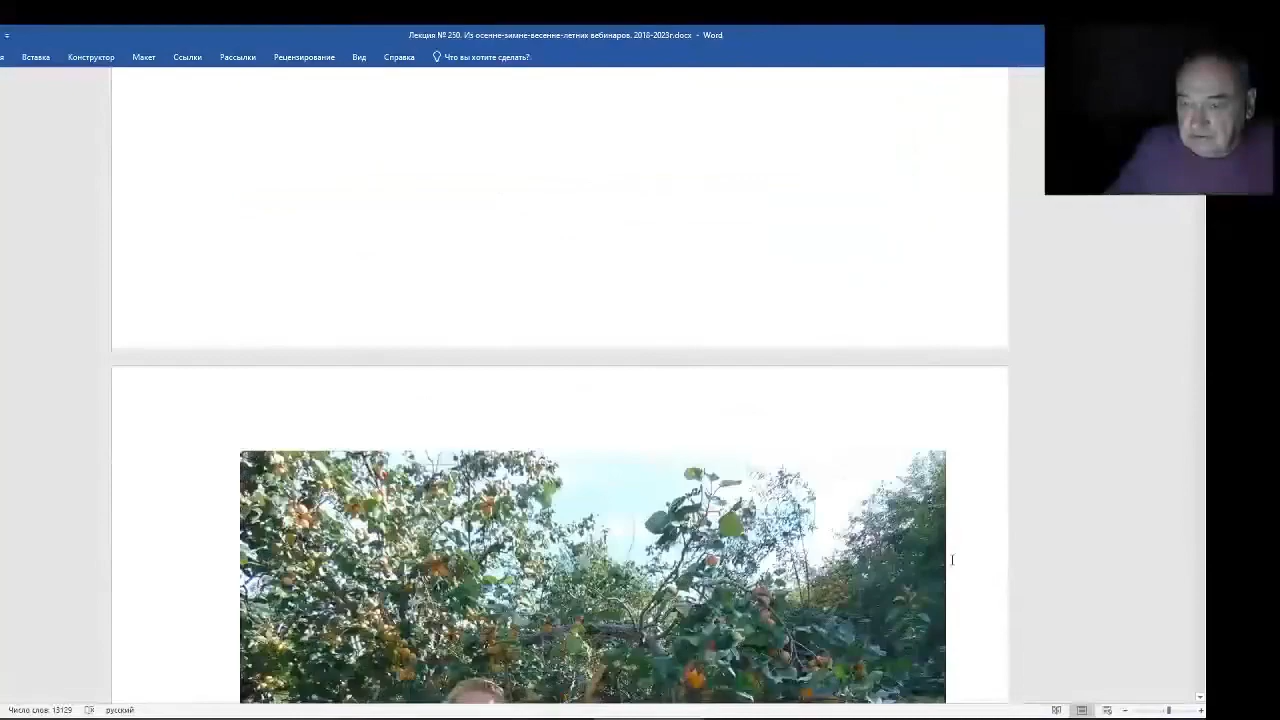 Лекция № 250. Из осенне-зимне-весенне-летних вебинаров, 2018-2023г.docx - Word
я Вставка Конструктор Макет Ссылки Рассылки Рецензирование Вид Справка Что вы хотите сделать?
Число слов: 13129 русский